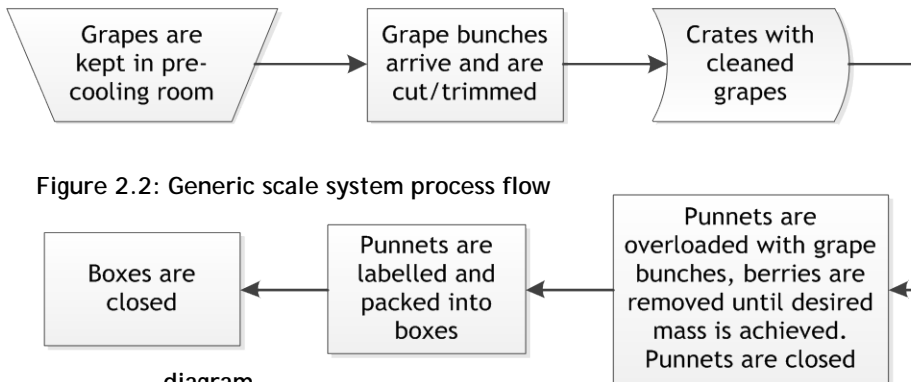 Grapes are
kept in pre-
cooling room
Grape bunches
arrive and are
cut/trimmed
Crates with
cleaned
grapes
Figure 2.2: Generic scale system process flow
Punnets are
overloaded with grape
bunches, berries are
removed until desired
mass is achieved.
Punnets are closed
Punnets are
labelled and
packed into
boxes
Boxes are
closed
diagram